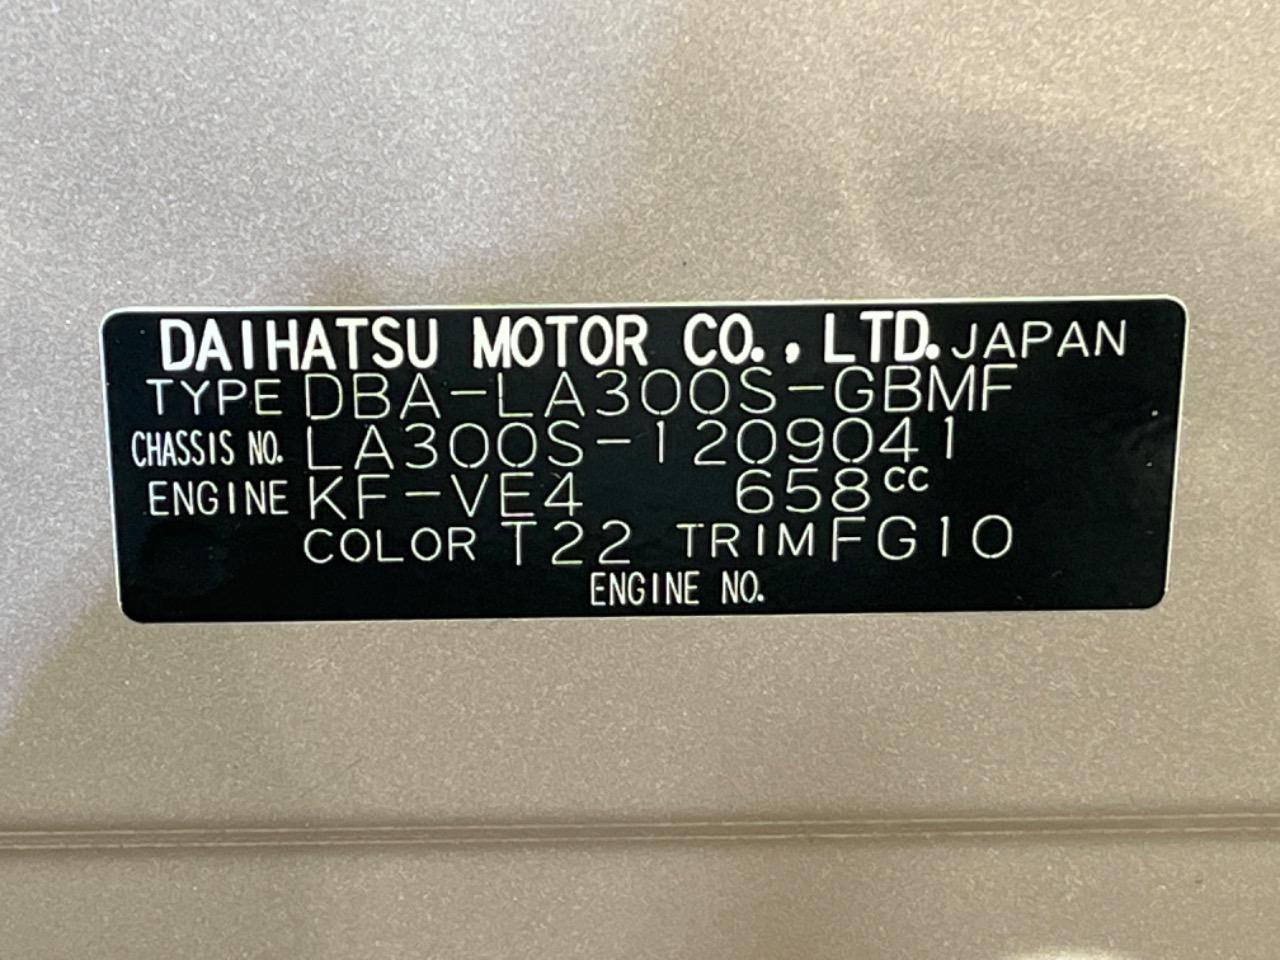 DAIHATSU MOTOR CO., LTD. JAPAN
TYPE DBA-LA300S-GBMF
CHASSIS NO. LA300S-1209041
ENGINE KF-VE4 658cc
COLOR T22 TRIM FG10
ENGINE NO.